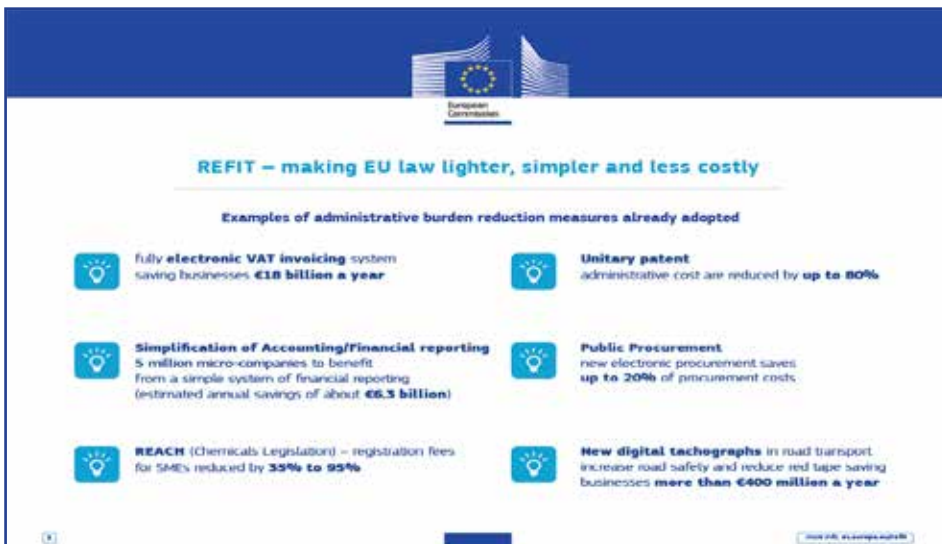 European
Commission
REFIT – making EU law lighter, simpler and less costly
Examples of administrative burden reduction measures already adopted
fully electronic VAT invoicing system
saving businesses €18 billion a year
Simplification of Accounting/Financial reporting
5 million micro-companies to benefit
from a simple system of financial reporting
(estimated annual savings of about €6.3 billion)
REACH (Chemicals Legislation) – registration fees
for SMEs reduced by 35% to 95%
Unitary patent
administrative cost are reduced by up to 80%
Public Procurement
new electronic procurement saves
up to 20% of procurement costs
New digital tachographs in road transport
increase road safety and reduce red tape saving
businesses more than €400 million a year